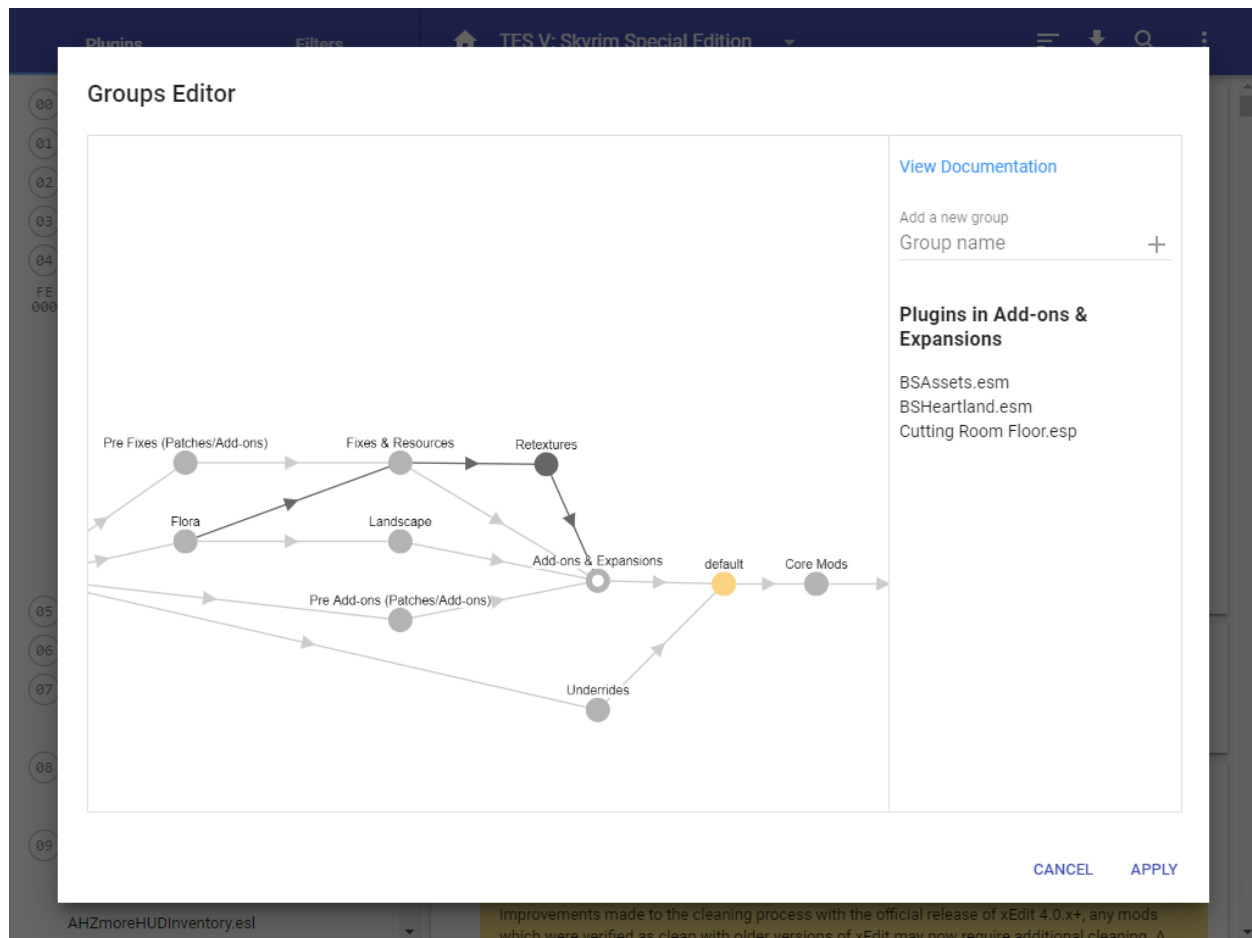 Plugins
Filters
TES V: Skyrim Special Edition
Groups Editor
00
01
02
03
04
FE
000
05
06
07
08
09
View Documentation
Add a new group
Group name
Plugins in Add-ons &
Expansions
BSAssets.esm
BSHeartland.esm
Cutting Room Floor.esp
Pre Fixes (Patches/Add-ons)
Fixes & Resources
Retextures
Flora
Landscape
Add-ons & Expansions
default
Core Mods
Pre Add-ons (Patches/Add-ons)
Underrides
CANCEL
APPLY
AHZmoreHUDInventory.esl
Improvements made to the cleaning process with the official release of xEdit 4.0.x+, any mods
which were verified as clean with older versions of xEdit may now require additional cleaning. A